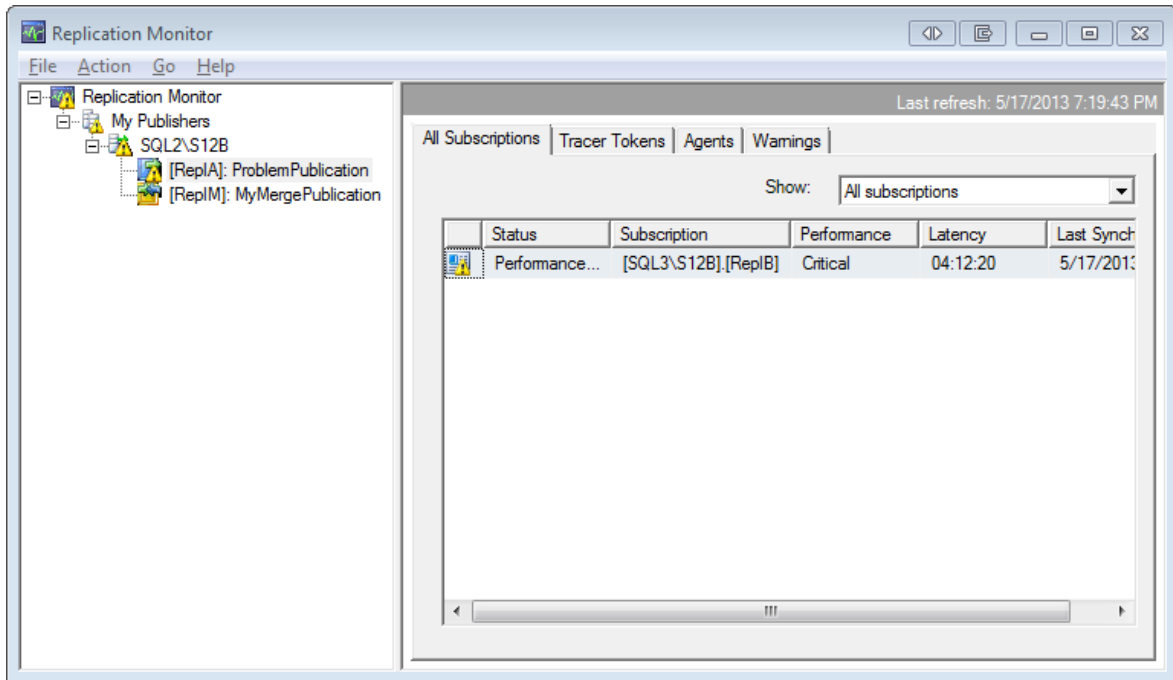 Replication Monitor
File Action Go Help
Replication Monitor
My Publishers
SQL2\S12B
[ReplA]: ProblemPublication
[ReplM]: MyMergePublication
Last refresh: 5/17/2013 7:19:43 PM
All Subscriptions Tracer Tokens Agents Warnings
Show: All subscriptions
Status Subscription Performance Latency Last Synch
Performance... [SQL3\S12B].[ReplB] Critical 04:12:20 5/17/2013